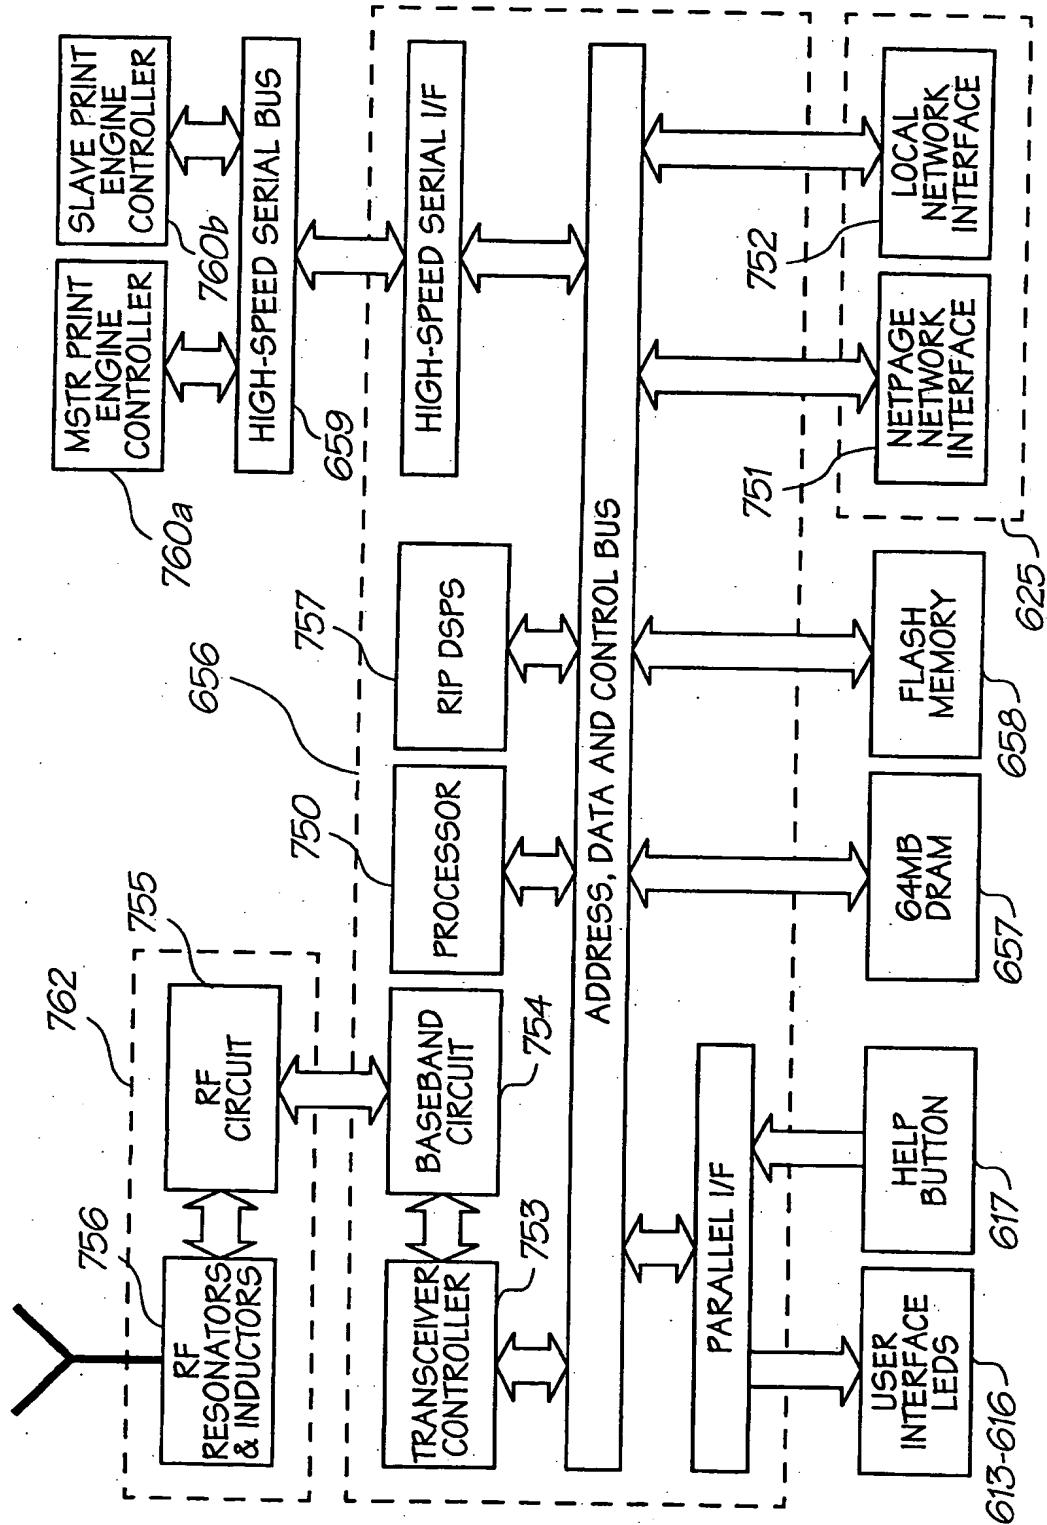 762
755
756
RF
RESONATORS
& INDUCTORS
RF
CIRCUIT
750
656
757
760a
MSTR PRINT
ENGINE
CONTROLLER
760b
SLAVE PRINT
ENGINE
CONTROLLER
659
HIGH-SPEED SERIAL BUS
TRANSCEIVER
CONTROLLER
753
BASEBAND
CIRCUIT
754
PROCESSOR
RIP DSPS
HIGH-SPEED SERIAL I/F
ADDRESS, DATA AND CONTROL BUS
PARALLEL I/F
751
752
USER
INTERFACE
LEDS
HELP
BUTTON
64MB
DRAM
FLASH
MEMORY
NETPAGE
NETWORK
INTERFACE
LOCAL
NETWORK
INTERFACE
613-616
617
657
658
625